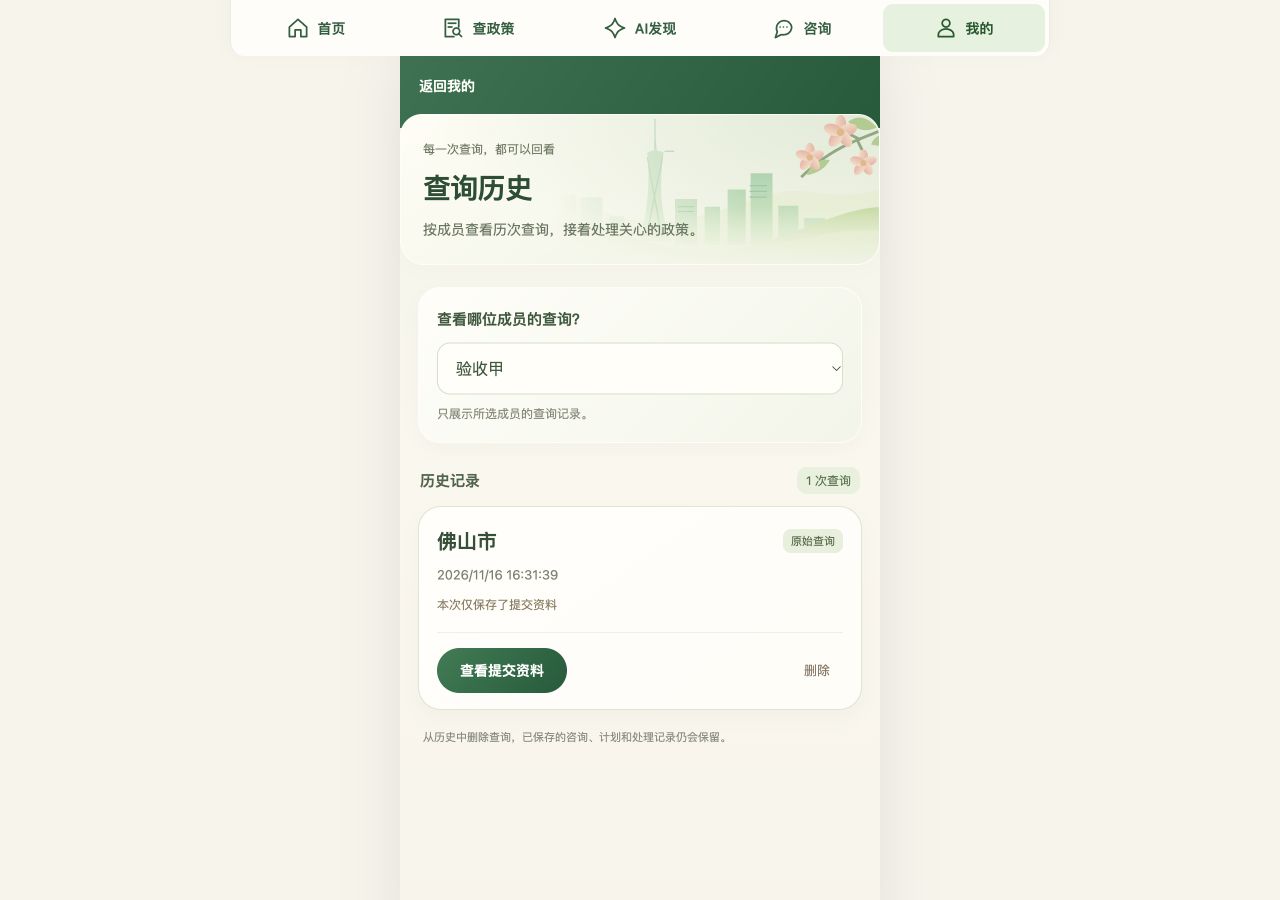 首页
查政策
AI发现
咨询
我的
返回我的
每一次查询，都可以回看
查询历史
按成员查看历次查询，接着处理关心的政策。
查看哪位成员的查询?
验收甲
只展示所选成员的查询记录。
历史记录
1 次查询
佛山市
原始查询
2026/11/16 16:31:39
本次仅保存了提交资料
查看提交资料
删除
从历史中删除查询，已保存的咨询、计划和处理记录仍会保留。